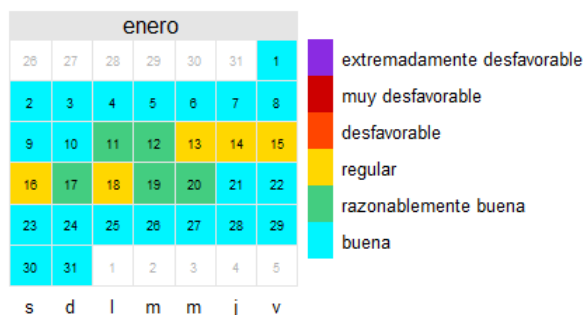 enero
26 27 28 29 30 31 1
2 3 4 5 6 7 8
9 10 11 12 13 14 15
16 17 18 19 20 21 22
23 24 25 26 27 28 29
30 31 1 2 3 4 5
s d l m m j v
extremadamente desfavorable
muy desfavorable
desfavorable
regular
razonablemente buena
buena